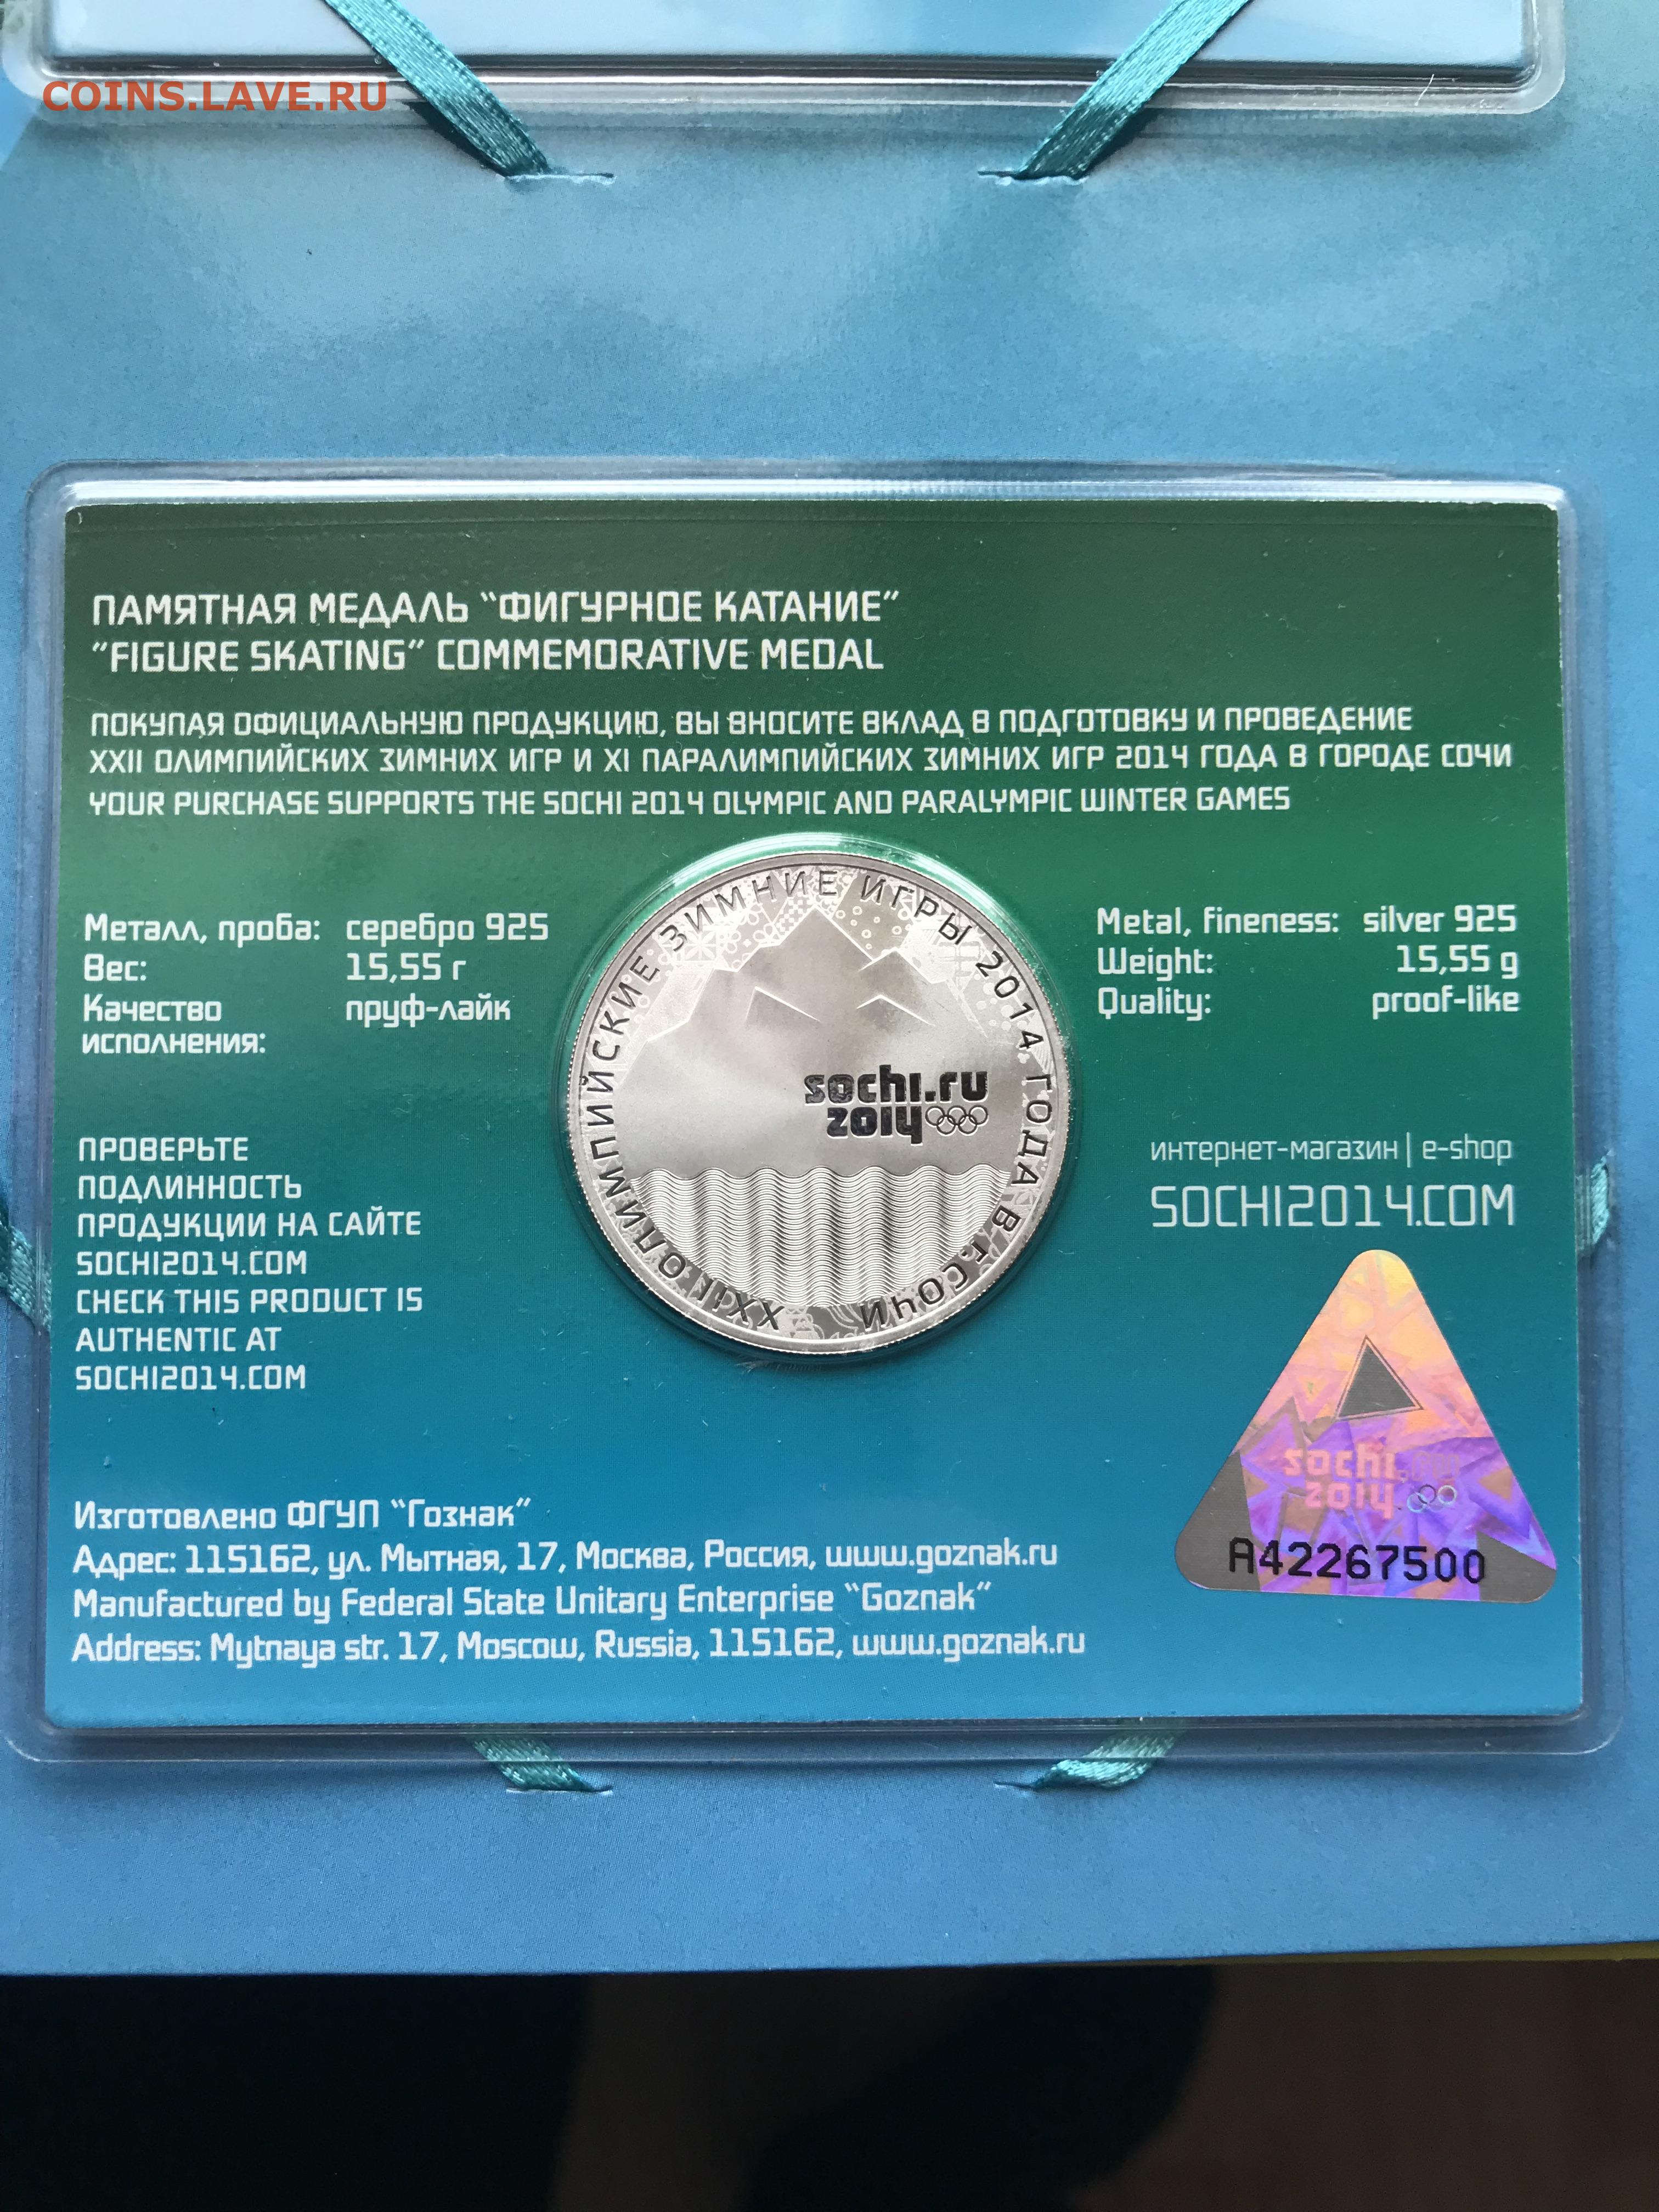 COINS.LAVE.RU
ПАМЯТНАЯ МЕДАЛЬ “ФИГУРНОЕ КАТАНИЕ”
“FIGURE SKATING” COMMEMORATIVE MEDAL
ПОКУПАЯ ОФИЦИАЛЬНУЮ ПРОДУКЦИЮ, ВЫ ВНОСИТЕ ВКЛАД В ПОДГОТОВКУ И ПРОВЕДЕНИЕ
XXII ОЛИМПИЙСКИХ ЗИМНИХ ИГР И XI ПАРАЛИМПИЙСКИХ ЗИМНИХ ИГР 2014 ГОДА В ГОРОДЕ СОЧИ
YOUR PURCHASE SUPPORTS THE SOCHI 2014 OLYMPIC AND PARALYMPIC WINTER GAMES
Металл, проба: серебро 925
Вес: 15,55 г
Качество пруф-лайк
исполнения:
XXII ОЛИМПИЙСКИЕ ЗИМНИЕ ИГРЫ 2014 ГОДА В Г.СОЧИ
sochi.ru
2014
Metal, fineness: silver 925
Weight: 15,55 g
Quality: proof-like
ПРОВЕРЬТЕ
ПОДЛИННОСТЬ
ПРОДУКЦИИ НА САЙТЕ
SOCHI2014.COM
CHECK THIS PRODUCT IS
AUTHENTIC AT
SOCHI2014.COM
интернет-магазин | e-shop
SOCHI2014.COM
sochi
2014
A42267500
Изготовлено ФГУП “Гознак”
Адрес: 115162, ул. Мытная, 17, Москва, Россия, www.goznak.ru
Manufactured by Federal State Unitary Enterprise “Goznak”
Address: Mytnaya str. 17, Moscow, Russia, 115162, www.goznak.ru